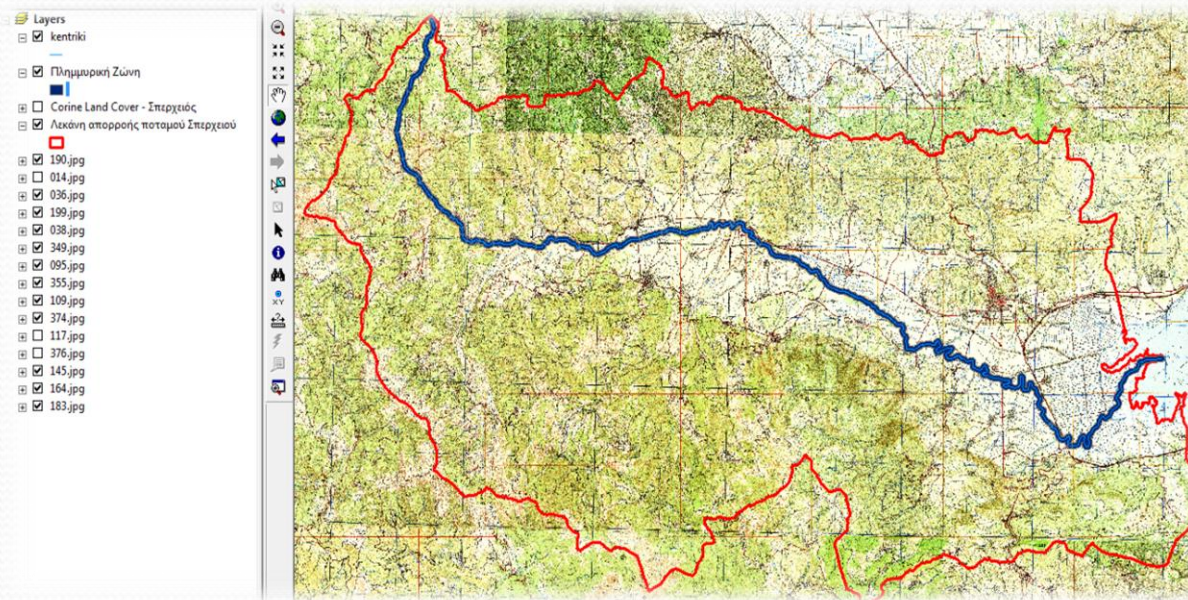 Layers
kentriki
Πλημμυρική Ζώνη
Corine Land Cover - Σπερχειός
Λεκάνη απορροής ποταμού Σπερχειού
190.jpg
014.jpg
036.jpg
199.jpg
038.jpg
349.jpg
095.jpg
355.jpg
109.jpg
374.jpg
117.jpg
376.jpg
145.jpg
164.jpg
183.jpg
XY